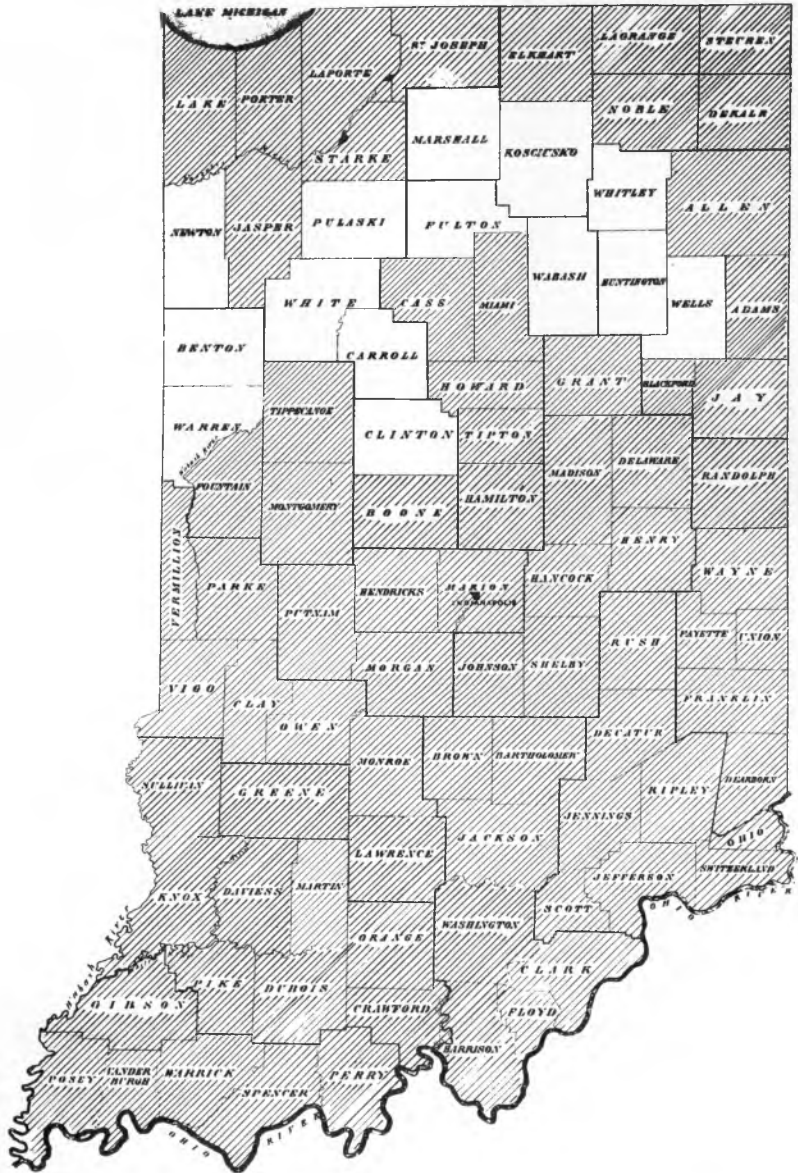 LAKE MICHIGAN
LAKE
PORTER
LAPORTE
ST. JOSEPH
ELKHART
LAGRANGE
STEUBEN
NOBLE
DEKALB
STARKE
MARSHALL
KOSCIUSKO
WHITLEY
ALLEN
NEWTON
JASPER
PULASKI
FULTON
WABASH
HUNTINGTON
WELLS
ADAMS
WHITE
CASS
MIAMI
BENTON
CARROLL
HOWARD
GRANT
BLACKFORD
JAY
WARREN
TIPPECANOE
CLINTON
TIPTON
MADISON
DELAWARE
RANDOLPH
FOUNTAIN
MONTGOMERY
BOONE
HAMILTON
HENRY
WAYNE
VERMILLION
PARKE
PUTNAM
HENDRICKS
MARION
INDIANAPOLIS
HANCOCK
RUSH
FAYETTE
UNION
VIGO
CLAY
OWEN
MORGAN
JOHNSON
SHELBY
FRANKLIN
DECATUR
SULLIVAN
GREENE
MONROE
BROWN
BARTHOLOMEW
JENNINGS
RIPLEY
DEARBORN
OHIO
JACKSON
LAWRENCE
JEFFERSON
SWITZERLAND
OHIO RIVER
KNOX
DAVIESS
MARTIN
ORANGE
WASHINGTON
SCOTT
CLARK
GIBSON
PIKE
DUBOIS
CRAWFORD
FLOYD
HARRISON
POSEY
VANDER
BURGH
WARRICK
SPENCER
PERRY
OHIO RIVER